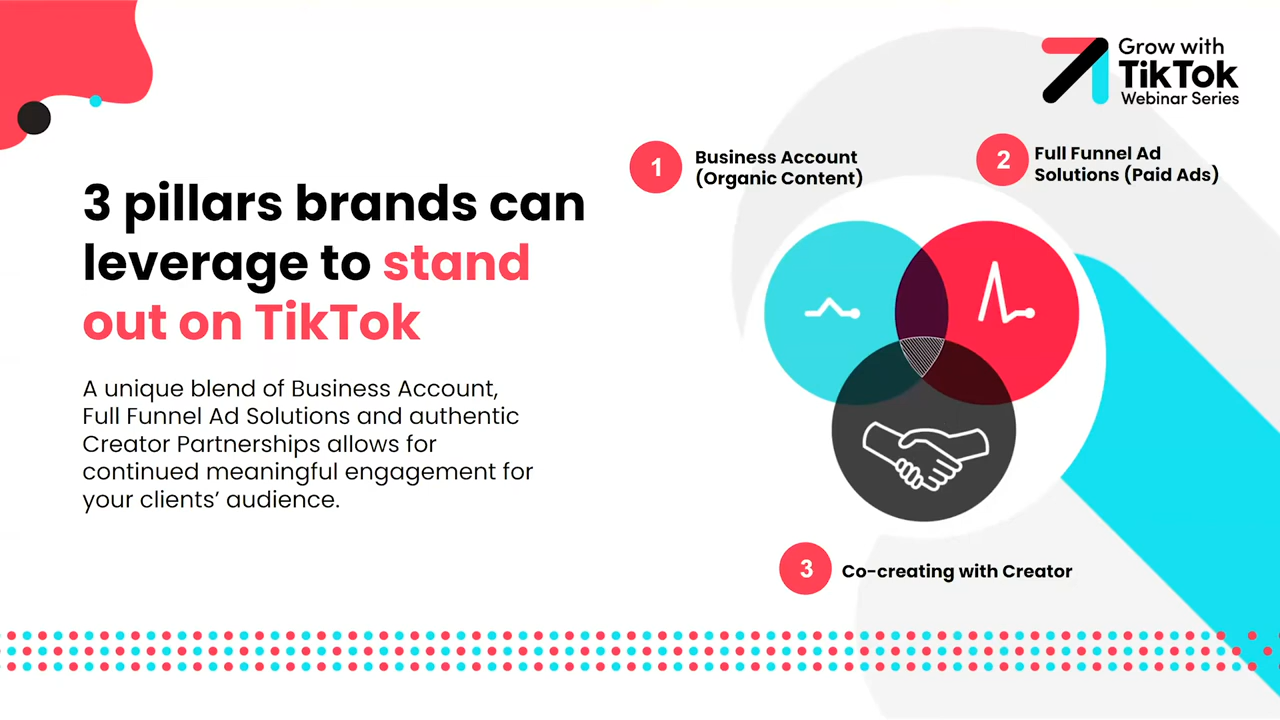 Grow with
TikTok
Webinar Series
3 pillars brands can
leverage to stand
out on TikTok
A unique blend of Business Account,
Full Funnel Ad Solutions and authentic
Creator Partnerships allows for
continued meaningful engagement for
your clients’ audience.
1
Business Account
(Organic Content)
2
Full Funnel Ad
Solutions (Paid Ads)
3
Co-creating with Creator